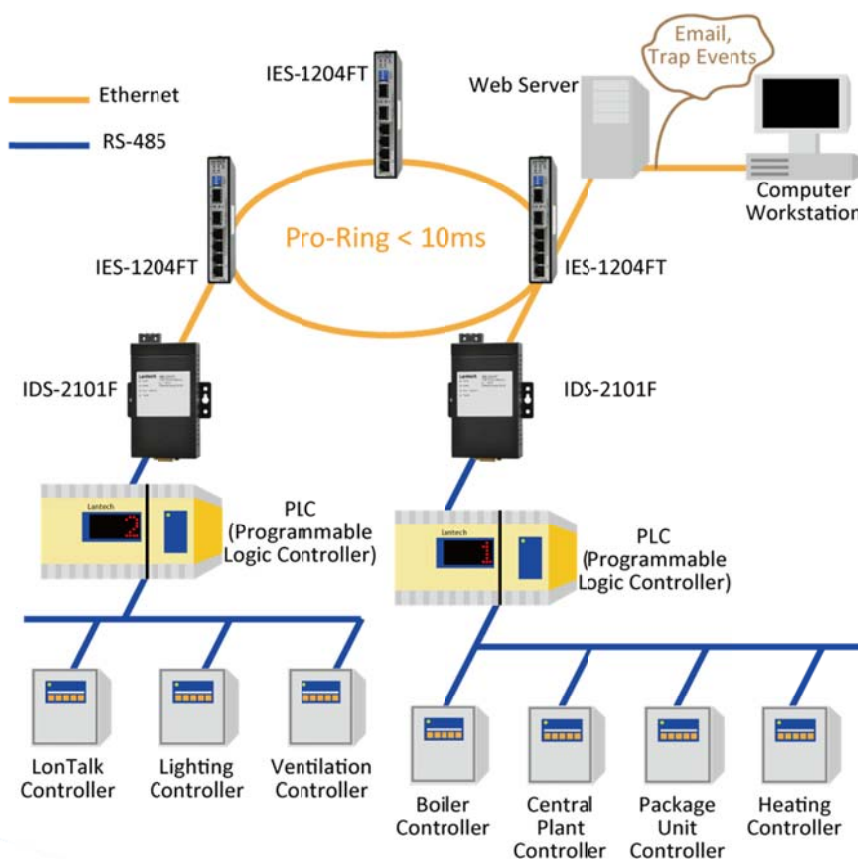 Email,
Trap Events
IES-1204FT
Web Server
Ethernet
RS-485
Computer
Workstation
Pro-Ring < 10ms
IES-1204FT
IES-1204FT
IDS-2101F
IDS-2101F
Lantech
2
PLC
(Programmable
Logic Controller)
Lantech
1
PLC
(Programmable
Logic Controller)
LonTalk
Controller
Lighting
Controller
Ventilation
Controller
Boiler
Controller
Central
Plant
Controller
Package
Unit
Controller
Heating
Controller